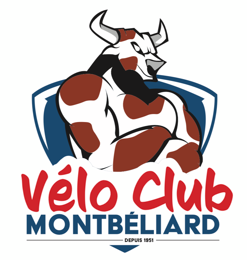 Vélo Club
MONTBÉLIARD
DEPUIS 1951